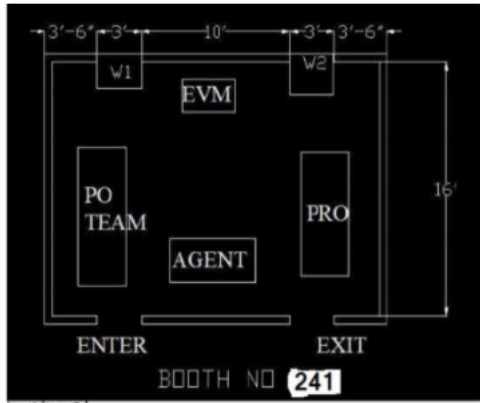 3'-6" 3' 10' 3' 3'-6"
W1 W2
EVM
16'
PO
TEAM
PRO
AGENT
ENTER EXIT
BOOTH NO 241